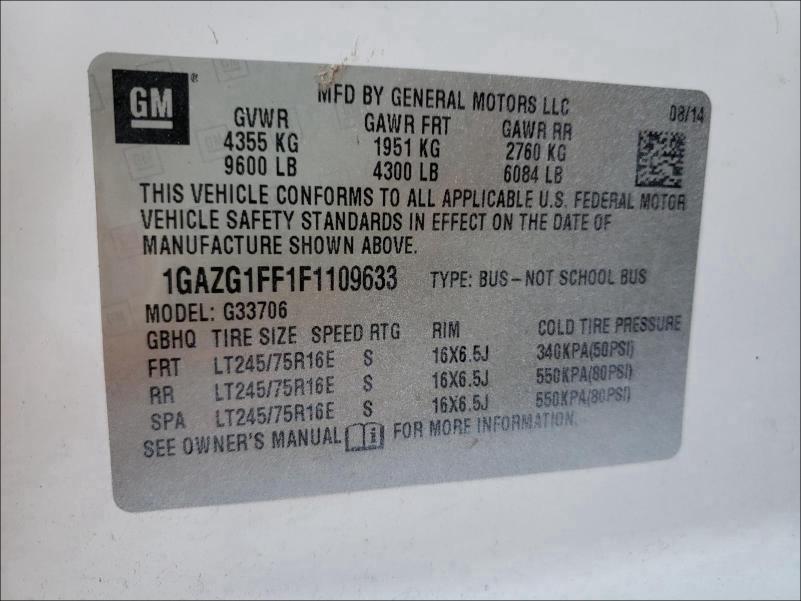 GM ®
MFD BY GENERAL MOTORS LLC 08/14
GVWR GAWR FRT GAWR RR
4355 KG 1951 KG 2760 KG
9600 LB 4300 LB 6084 LB
THIS VEHICLE CONFORMS TO ALL APPLICABLE U.S. FEDERAL MOTOR
VEHICLE SAFETY STANDARDS IN EFFECT ON THE DATE OF
MANUFACTURE SHOWN ABOVE.
1GAZG1FF1F1109633 TYPE: BUS-NOT SCHOOL BUS
MODEL: G33706
GBHQ TIRE SIZE SPEED RTG RIM COLD TIRE PRESSURE
FRT LT245/75R16E S 16X6.5J 340KPA(50PSI)
RR LT245/75R16E S 16X6.5J 550KPA(80PSI)
SPA LT245/75R16E S 16X6.5J 550KPA(80PSI)
SEE OWNER'S MANUAL i FOR MORE INFORMATION.